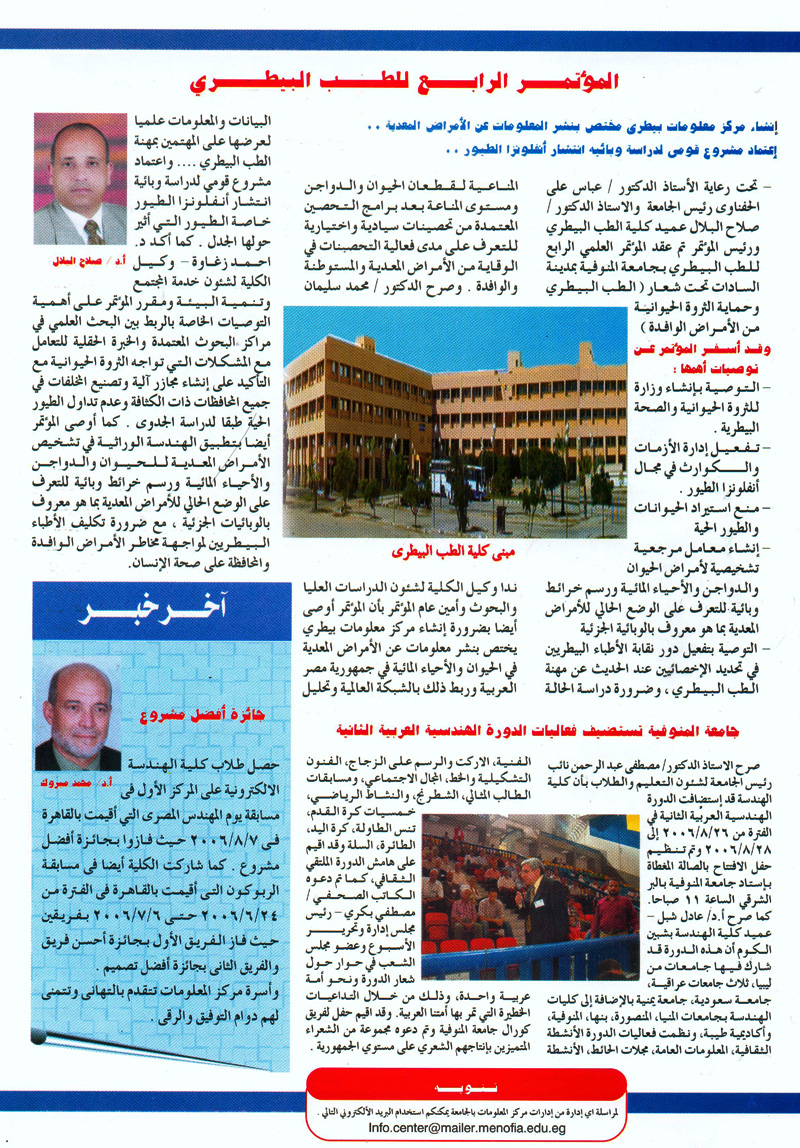 المؤتمر الرابع للطب البيطري
إنشاء مركز معلومات بيطرى مختص بنشر المعلومات عن الأمراض المعدية . .
إعتماد مشروع قومى لدراسة وبائيه انتشار أنفلونزا الطيور . .
– تحت رعاية الأستاذ الدكتور / عباس على
الحفناوى رئيس الجامعة والاستاذ الدكتور /
صلاح البلال عميد كلية الطب البيطري
ورئيس المؤتمر تم عقد المؤتمر العلمي الرابع
للطب البيطري بجامعة المنوفية بمدينة
السادات تحت شعار ( الطب البيطري
وحماية الثروة الحيوانية
من الأمراض الوافدة )
وقد أسفر المؤتمر عن
توصيات أهمها :
– التوصية بإنشاء وزارة
للثروة الحيوانية والصحة
البيطرية .
– تفعيل إدارة الأزمات
والكوارث في مجال
أنفلونزا الطيور .
– منع استيراد الحيوانات
والطيور الحية
– إنشاء معامل مرجعية
تشخيصية لأمراض الحيوان
والدواجن والأحياء المائية ورسم خرائط
وبائية للتعرف على الوضع الحالي للأمراض
المعدية بما هو معروف بالوبائية الجزئية
– التوصية بتفعيل دور نقابة الأطباء البيطريين
في تحديد الإخصائيين عند الحديث عن مهنة
الطب البيطري ، وضرورة دراسة الحالة
المناعية لقطعان الحيوان والدواجن
ومستوى المناعة بعد برامج التحصين
المعتمدة من تحصينات سيادية واختيارية
للتعرف على مدى فعالية التحصينات في
الوقاية من الأمراض المعدية والمستوطنة
والوافدة . وصرح الدكتور / محمد سليمان
مبنى كلية الطب البيطرى
ندا وكيل الكلية لشئون الدراسات العليا
والبحوث وأمين عام المؤتمر بأن المؤتمر أوصى
أيضا بضرورة إنشاء مركز معلومات بيطري
يختص بنشر معلومات عن الأمراض المعدية
في الحيوان والأحياء المائية في جمهورية مصر
العربية وربط ذلك بالشبكة العالمية وتحليل
البيانات والمعلومات علميا
لعرضها على المهتمين بمهنة
الطب البيطري .... واعتماد
مشروع قومي لدراسة وبائية
انتشار أنفلونزا الطيور
خاصة الطيور التي أثير
حولها الجدل . كما أكد د.
احمد زغاوة – وكيل
الكلية لشئون خدمة المجتمع
أ.د / صلاح البلال
وتنمية البيئة ومقرر المؤتمر على أهمية
التوصيات الخاصة بالربط بين البحث العلمي في
مراكز البحوث المعتمدة والخبرة الحقلية للتعامل
مع المشكلات التي تواجه الثروة الحيوانية مع
التأكيد على إنشاء مجازر آلية وتصنيع المخلفات في
جميع المحافظات ذات الكثافة وعدم تداول الطيور
الحية طبقا لدراسة الجدوى . كما أوصى المؤتمر
أيضا بتطبيق الهندسة الوراثية في تشخيص
الأمراض المعدية للحيوان والدواجن
والأحياء المائية ورسم خرائط وبائية للتعرف
على الوضع الحالي للأمراض المعدية بما هو معروف
بالوبائيات الجزئية ، مع ضرورة تكليف الأطباء
البيطريين لمواجهة مخاطر الأمراض الوافدة
والمحافظة على صحة الإنسان.
آخر خبر
جائزة أفضل مشروع
أ.د/ محمد مبروك
حصل طلاب كلية الهندسة
الالكترونية على المركز الأول فى
مسابقة يوم المهندس المصرى التي أقيمت بالقاهرة
فى ٢٠٠٦/٨/٧ حيث فازوا بجائزة أفضل
مشروع . كما شاركت الكلية أيضا فى مسابقة
الربوكون التى أقيمت بالقاهرة فى الفترة من
٢٠٠٦/٦/٢٤ حتى ٢٠٠٦/٧/٦ بفريقين
حيث فاز الفريق الأول بجائزة أحسن فريق
والفريق الثانى بجائزة أفضل تصميم .
وأسرة مركز المعلومات تتقدم بالتهانى وتتمنى
لهم دوام التوفيق والرقى .
جامعة المنوفية تستضيف فعاليات الدورة الهندسية العربية الثانية
صرح الاستاذ الدكتور/ مصطفى عبد الرحمن نائب
رئيس الجامعة لشئون التعليم والطلاب بأن كلية
الهندسة قد إستضافت الدورة
الهندسية العربية الثانية في
الفترة من ٢٠٠٦/٨/٢٦ إلى
٢٠٠٦/٨/٢٨ وتم تنظيم
حفل الافتتاح بالصالة المغطاة
بإستاد جامعة المنوفية بالبر
الشرقي الساعة ١١ صباحا.
كما صرح أ.د/ عادل شبل –
عميد كلية الهندسة بشبين
الكوم أن هذه الدورة قد
شارك فيها جامعات من
ليبيا، ثلاث جامعات عراقية،
جامعة سعودية، جامعة يمنية بالإضافة إلى كليات
الهندسة بجامعات المنيا، المنصورة، بنها، المنوفية،
وأكاديمية طيبة، ونظمت فعاليات الدورة الأنشطة
الثقافية، المعلومات العامة، مجلات الحائط، الأنشطة
الفنية، الاركت والرسم على الزجاج، الفنون
التشكيلية والخط، المجال الاجتماعي، ومسابقات
الطالب المثالي، الشطرنج، والنشاط الرياضي،
خمسيات كرة القدم،
تنس الطاولة، كرة اليد،
الطائرة، السلة وقد اقيم
على هامش الدورة الملتقي
الثقافي، كما تم دعوه
الكاتب الصحفي /
مصطفي بكري – رئيس
مجلس إدارة وتحرير
الأسبوع وعضو مجلس
الشعب في حوار حول
شعار الدورة ونحو أمة
عربية واحدة، وذلك من خلال التداعيات
الخطيرة التي تمر بها أمتنا العربية. وقد اقيم حفل لفريق
كورال جامعة المنوفية وتم دعوه مجموعة من الشعراء
المتميزين بإنتاجهم الشعري على مستوي الجمهورية .
تنويه
لمراسلة اي إدارة من إدارات مركز المعلومات بالجامعة يمكنكم استخدام البريد الألكتروني التالي .
Info.center@mailer.menofia.edu.eg